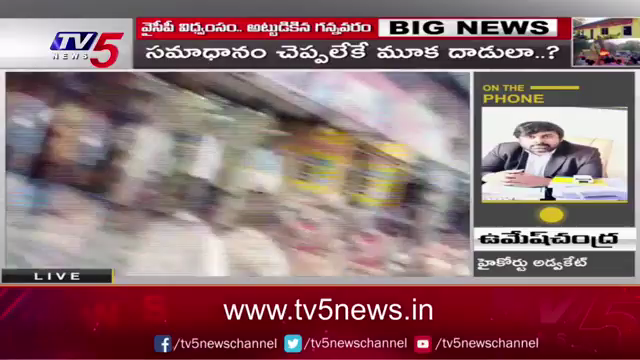 వైసీపీ విధ్వంసం.. అట్టుడికిన గన్నవరం
BIG NEWS
TV5
NEWS
సమాధానం చెప్పలేకే మూక దాడులా..?
ON THE
PHONE
ఉమేష్‌చంద్ర
హైకోర్టు అడ్వకేట్
LIVE
www.tv5news.in
/tv5newschannel
/tv5newschannel
/tv5newschannel